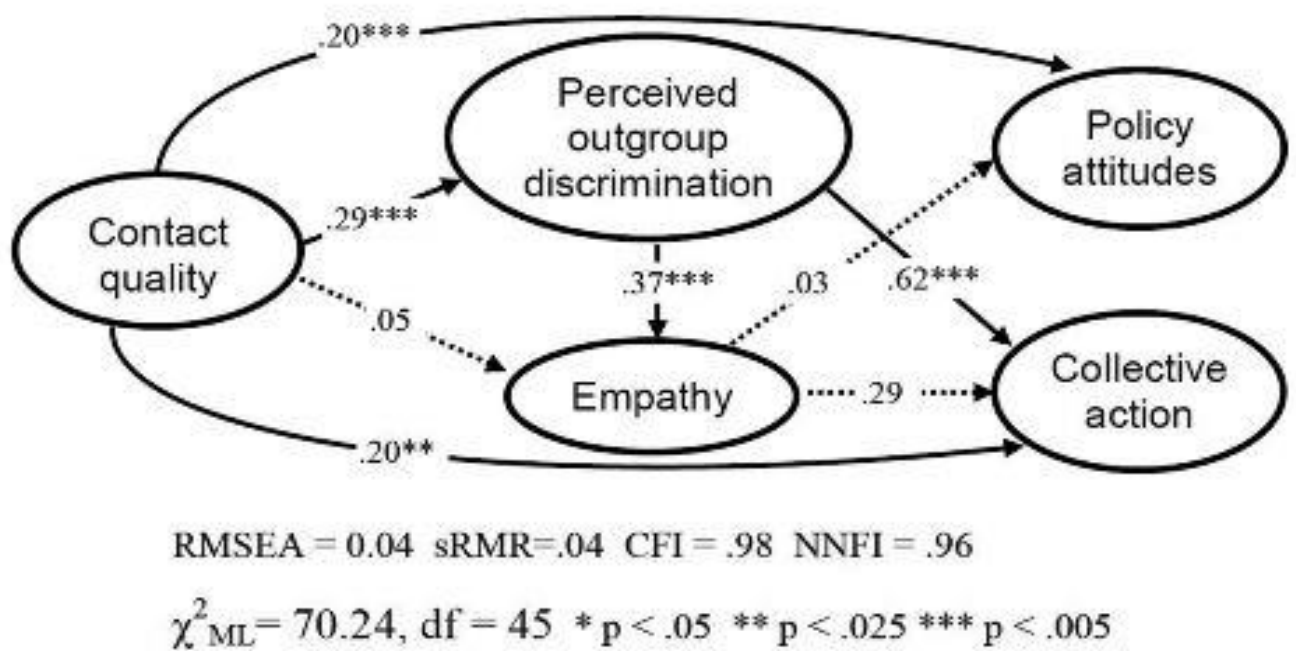 .20***
Perceived
outgroup
discrimination
Policy
attitudes
Contact
quality
.29***
.37***
.03
.62***
.05
Empathy
.29
Collective
action
.20**
RMSEA = 0.04 sRMR=.04 CFI = .98 NNFI = .96
χ²ML= 70.24, df = 45 * p < .05 ** p < .025 *** p < .005